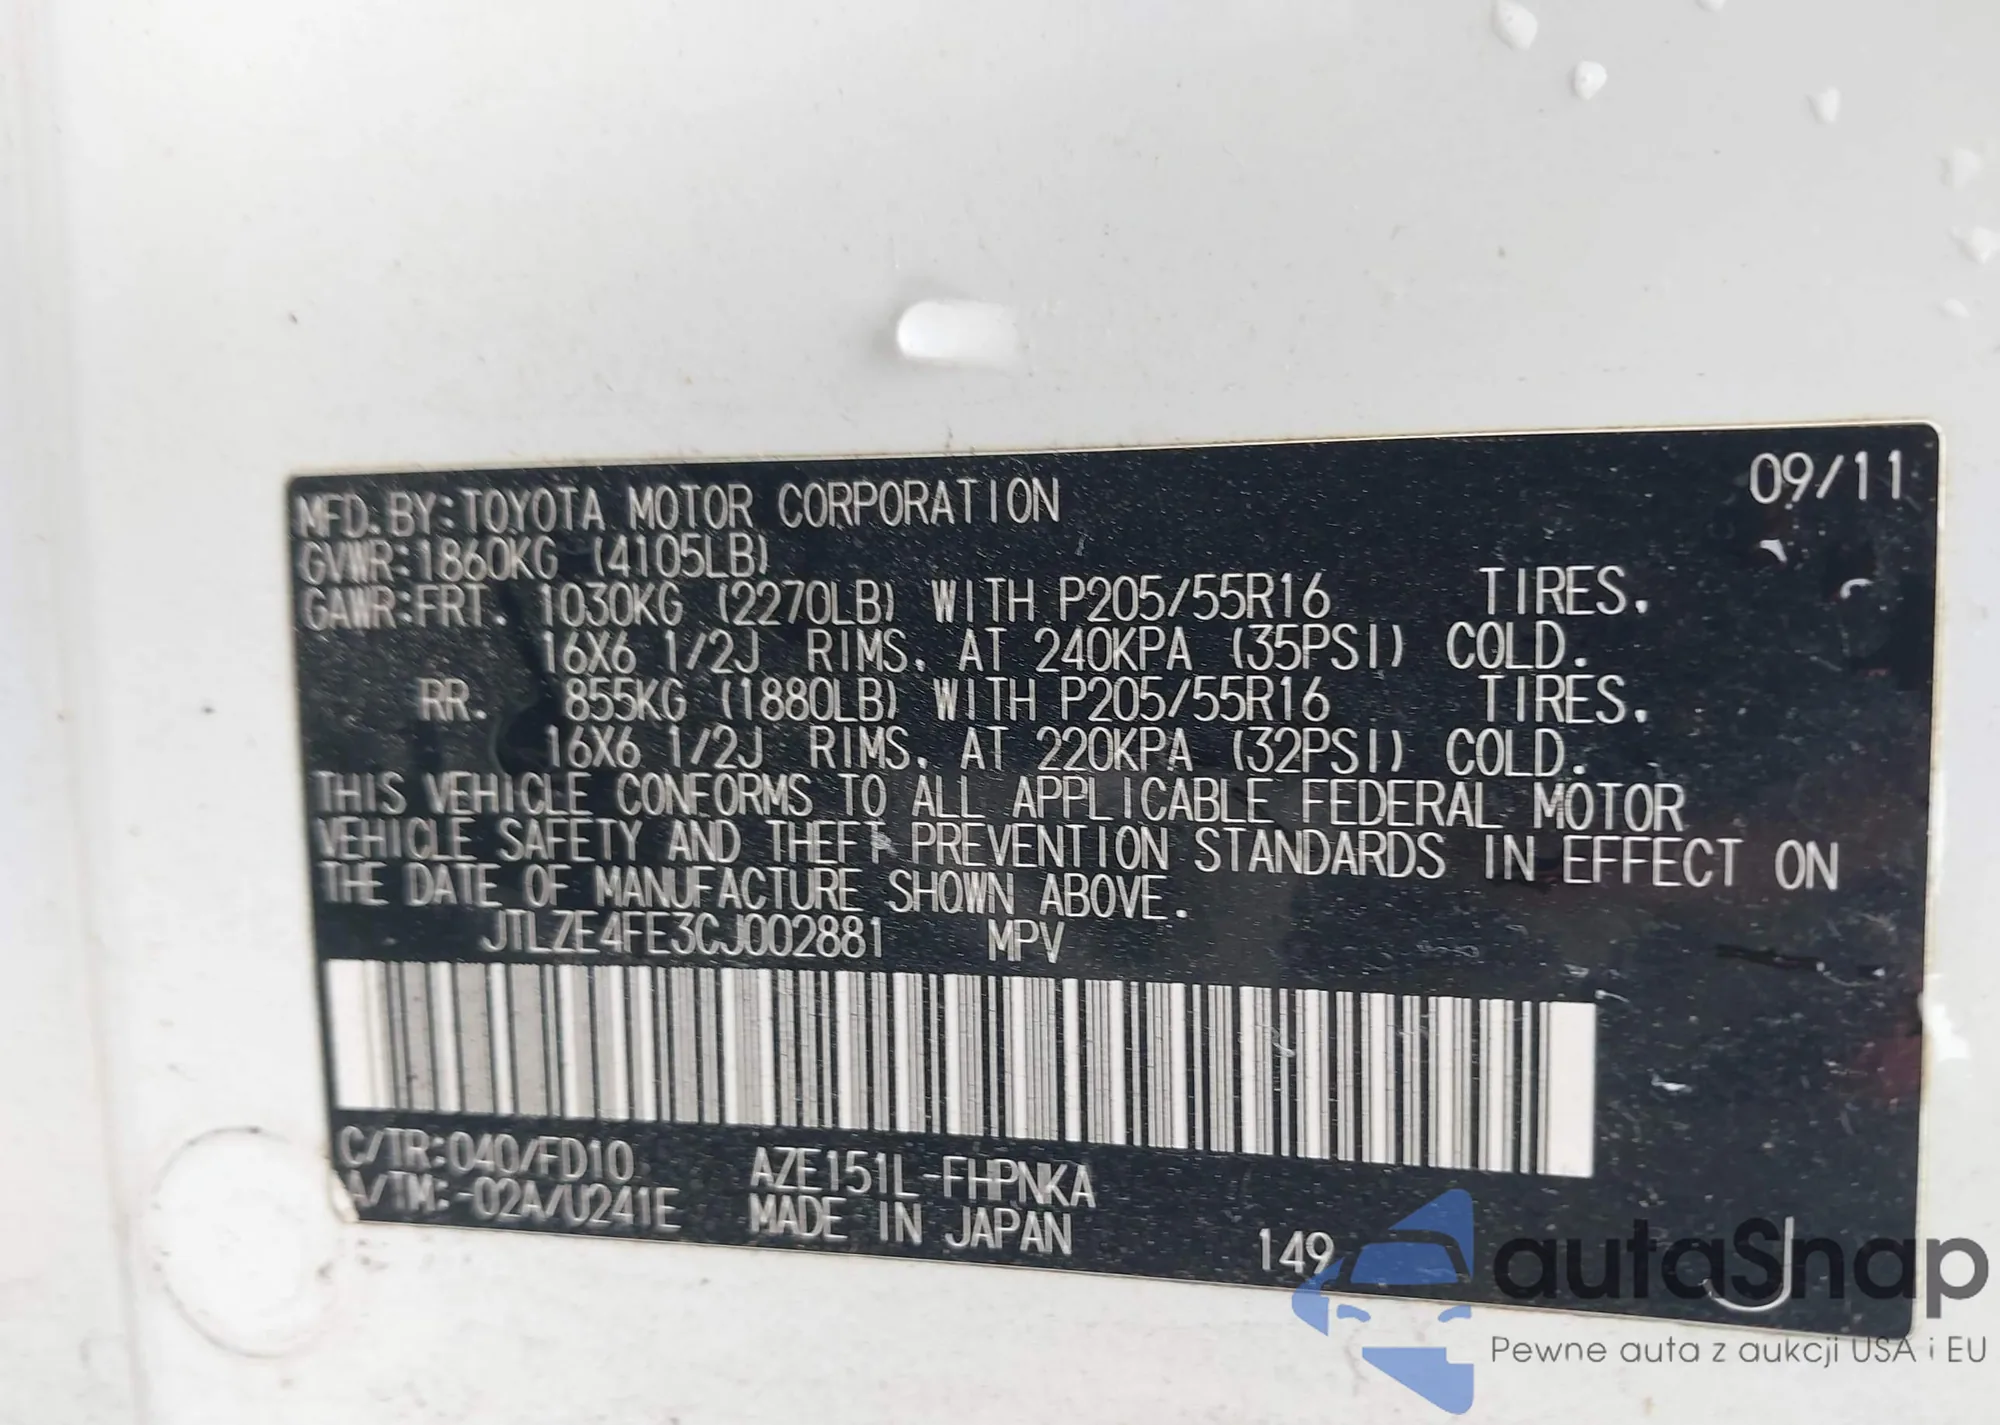 09/11
MFD. BY: TOYOTA MOTOR CORPORATION
GVWR: 1860KG (4105LB)
GAWR: FRT. 1030KG (2270LB) WITH P205/55R16 TIRES.
16X6 1/2J RIMS. AT 240KPA (35PSI) COLD.
RR. 855KG (1880LB) WITH P205/55R16 TIRES.
16X6 1/2J RIMS. AT 220KPA (32PSI) COLD.
THIS VEHICLE CONFORMS TO ALL APPLICABLE FEDERAL MOTOR
VEHICLE SAFETY AND THEFT PREVENTION STANDARDS IN EFFECT ON
THE DATE OF MANUFACTURE SHOWN ABOVE.
JTLZE4FE3CJ002881 MPV
C/TR: 040/FD10 AZE151L-FHPNKA
A/TM: -02A/U241E MADE IN JAPAN
149 J
autaSnap
Pewne auta z aukcji USA i EU